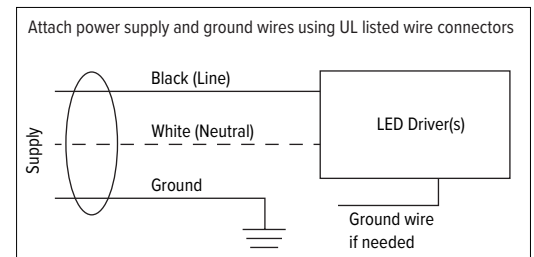 Attach power supply and ground wires using UL listed wire connectors
Black (Line)
White (Neutral)
LED Driver(s)
Supply
Ground
Ground wire
if needed